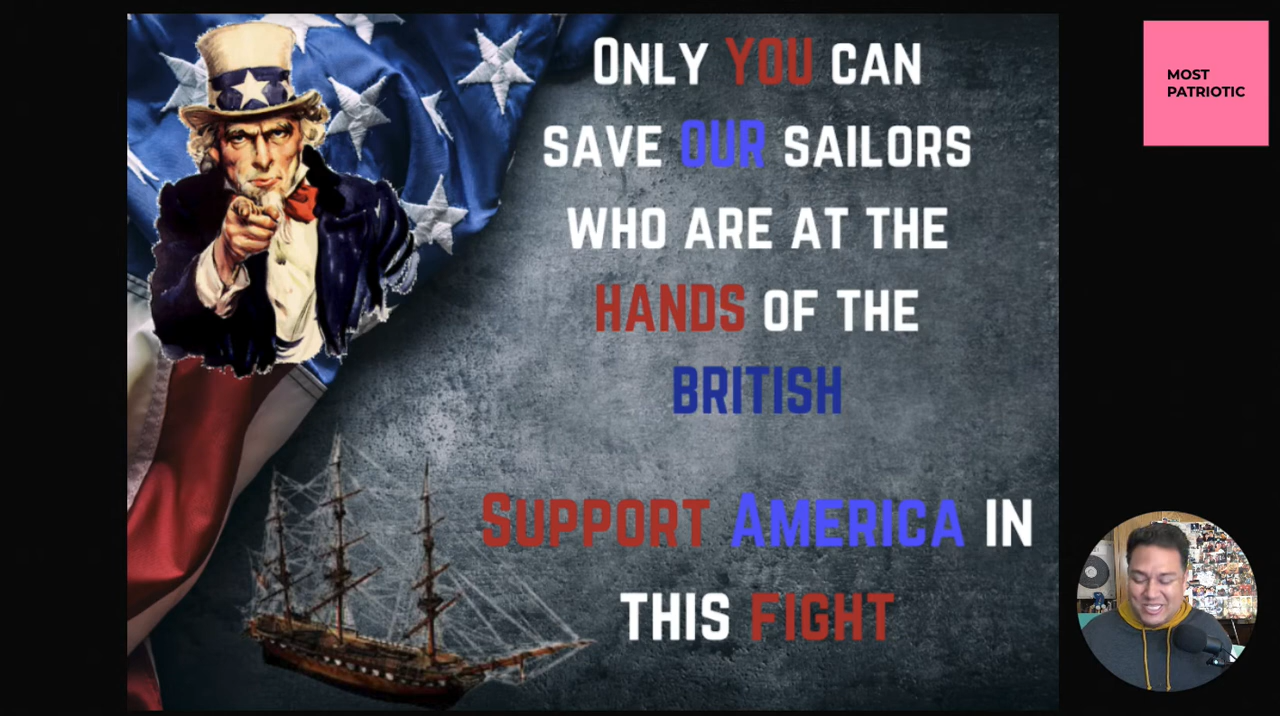 ONLY YOU CAN
SAVE OUR SAILORS
WHO ARE AT THE
HANDS OF THE
BRITISH
SUPPORT AMERICA IN
THIS FIGHT
MOST
PATRIOTIC